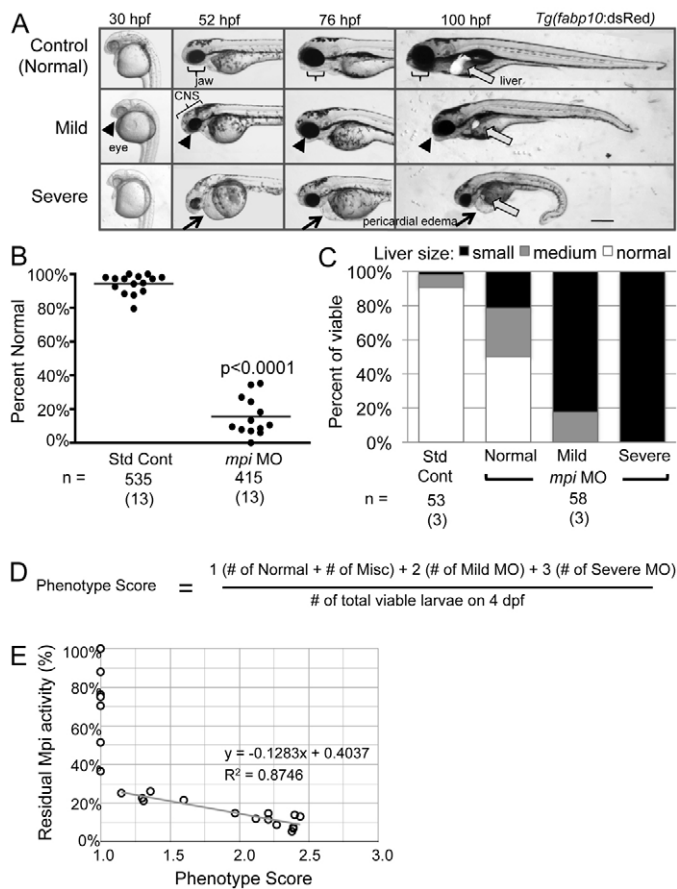 A
30 hpf 52 hpf 76 hpf 100 hpf Tg(fabp10:dsRed)
Control
(Normal)
jaw
liver
CNS
Mild
eye
Severe
pericardial edema
B
Percent Normal
100%
80%
60%
40%
20%
0%
p<0.0001
Std Cont mpi MO
n = 535 415
(13) (13)
C
Liver size: small medium normal
Percent of viable
100%
80%
60%
40%
20%
0%
Std Cont Normal Mild Severe
mpi MO
n = 53 58
(3) (3)
D
Phenotype Score = 1 (# of Normal + # of Misc) + 2 (# of Mild MO) + 3 (# of Severe MO)
# of total viable larvae on 4 dpf
E
Residual Mpi activity (%)
100%
80%
60%
40%
20%
0%
y = -0.1283x + 0.4037
R² = 0.8746
1.0 1.5 2.0 2.5 3.0
Phenotype Score